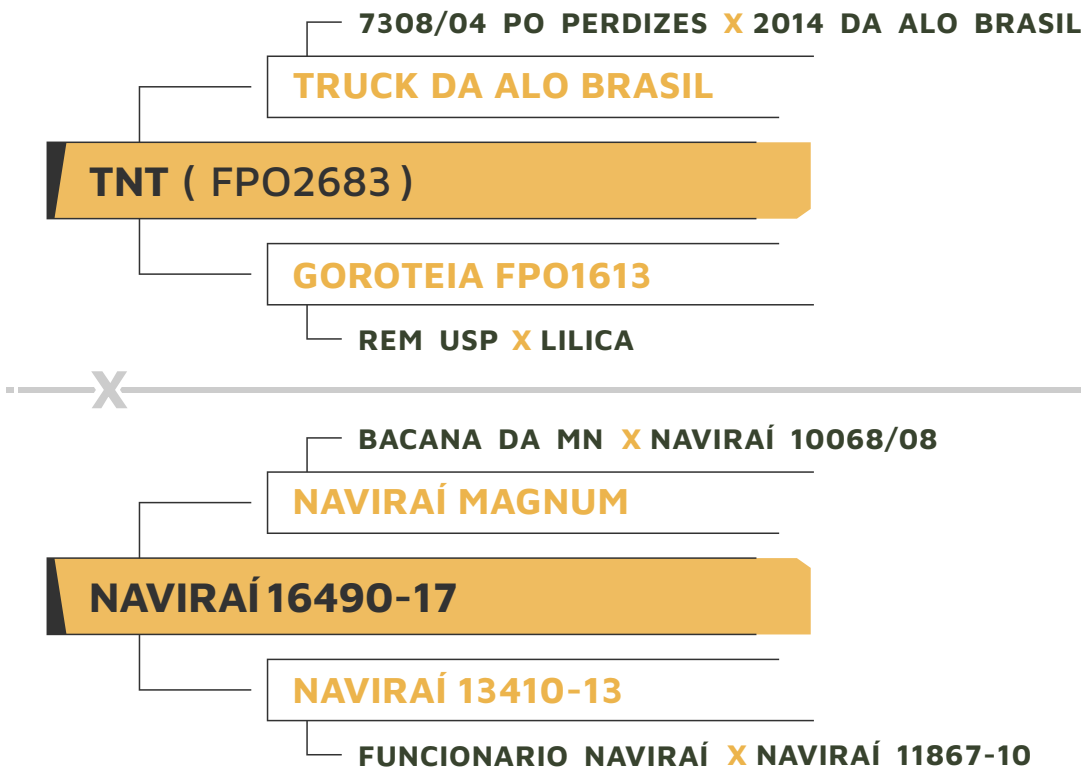 7308/04 PO PERDIZES X 2014 DA ALO BRASIL
TRUCK DA ALO BRASIL
TNT ( FPO2683 )
GOROTEIA FPO1613
REM USP X LILICA
X
BACANA DA MN X NAVIRAÍ 10068/08
NAVIRAÍ MAGNUM
NAVIRAÍ 16490-17
NAVIRAÍ 13410-13
FUNCIONARIO NAVIRAÍ X NAVIRAÍ 11867-10